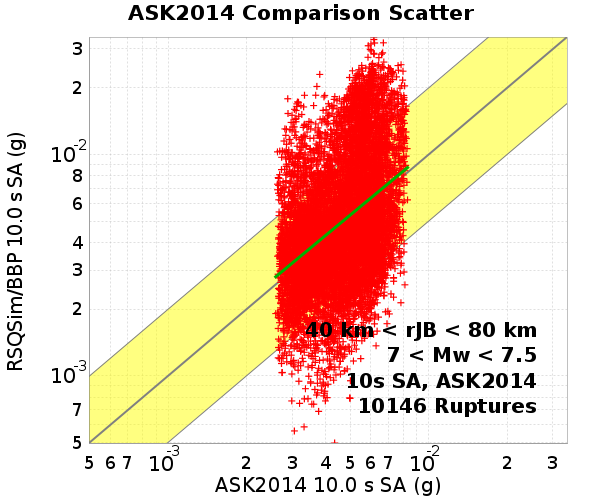 ASK2014 Comparison Scatter
RSQSim/BBP 10.0 s SA (g)
3
2
10-2
8
6
4
3
2
10-3
7
5
40 km < rJB < 80 km
7 < Mw < 7.5
10s SA, ASK2014
10146 Ruptures
5 6 7 10-3 2 3 4 5 6 7 10-2 2 3
ASK2014 10.0 s SA (g)